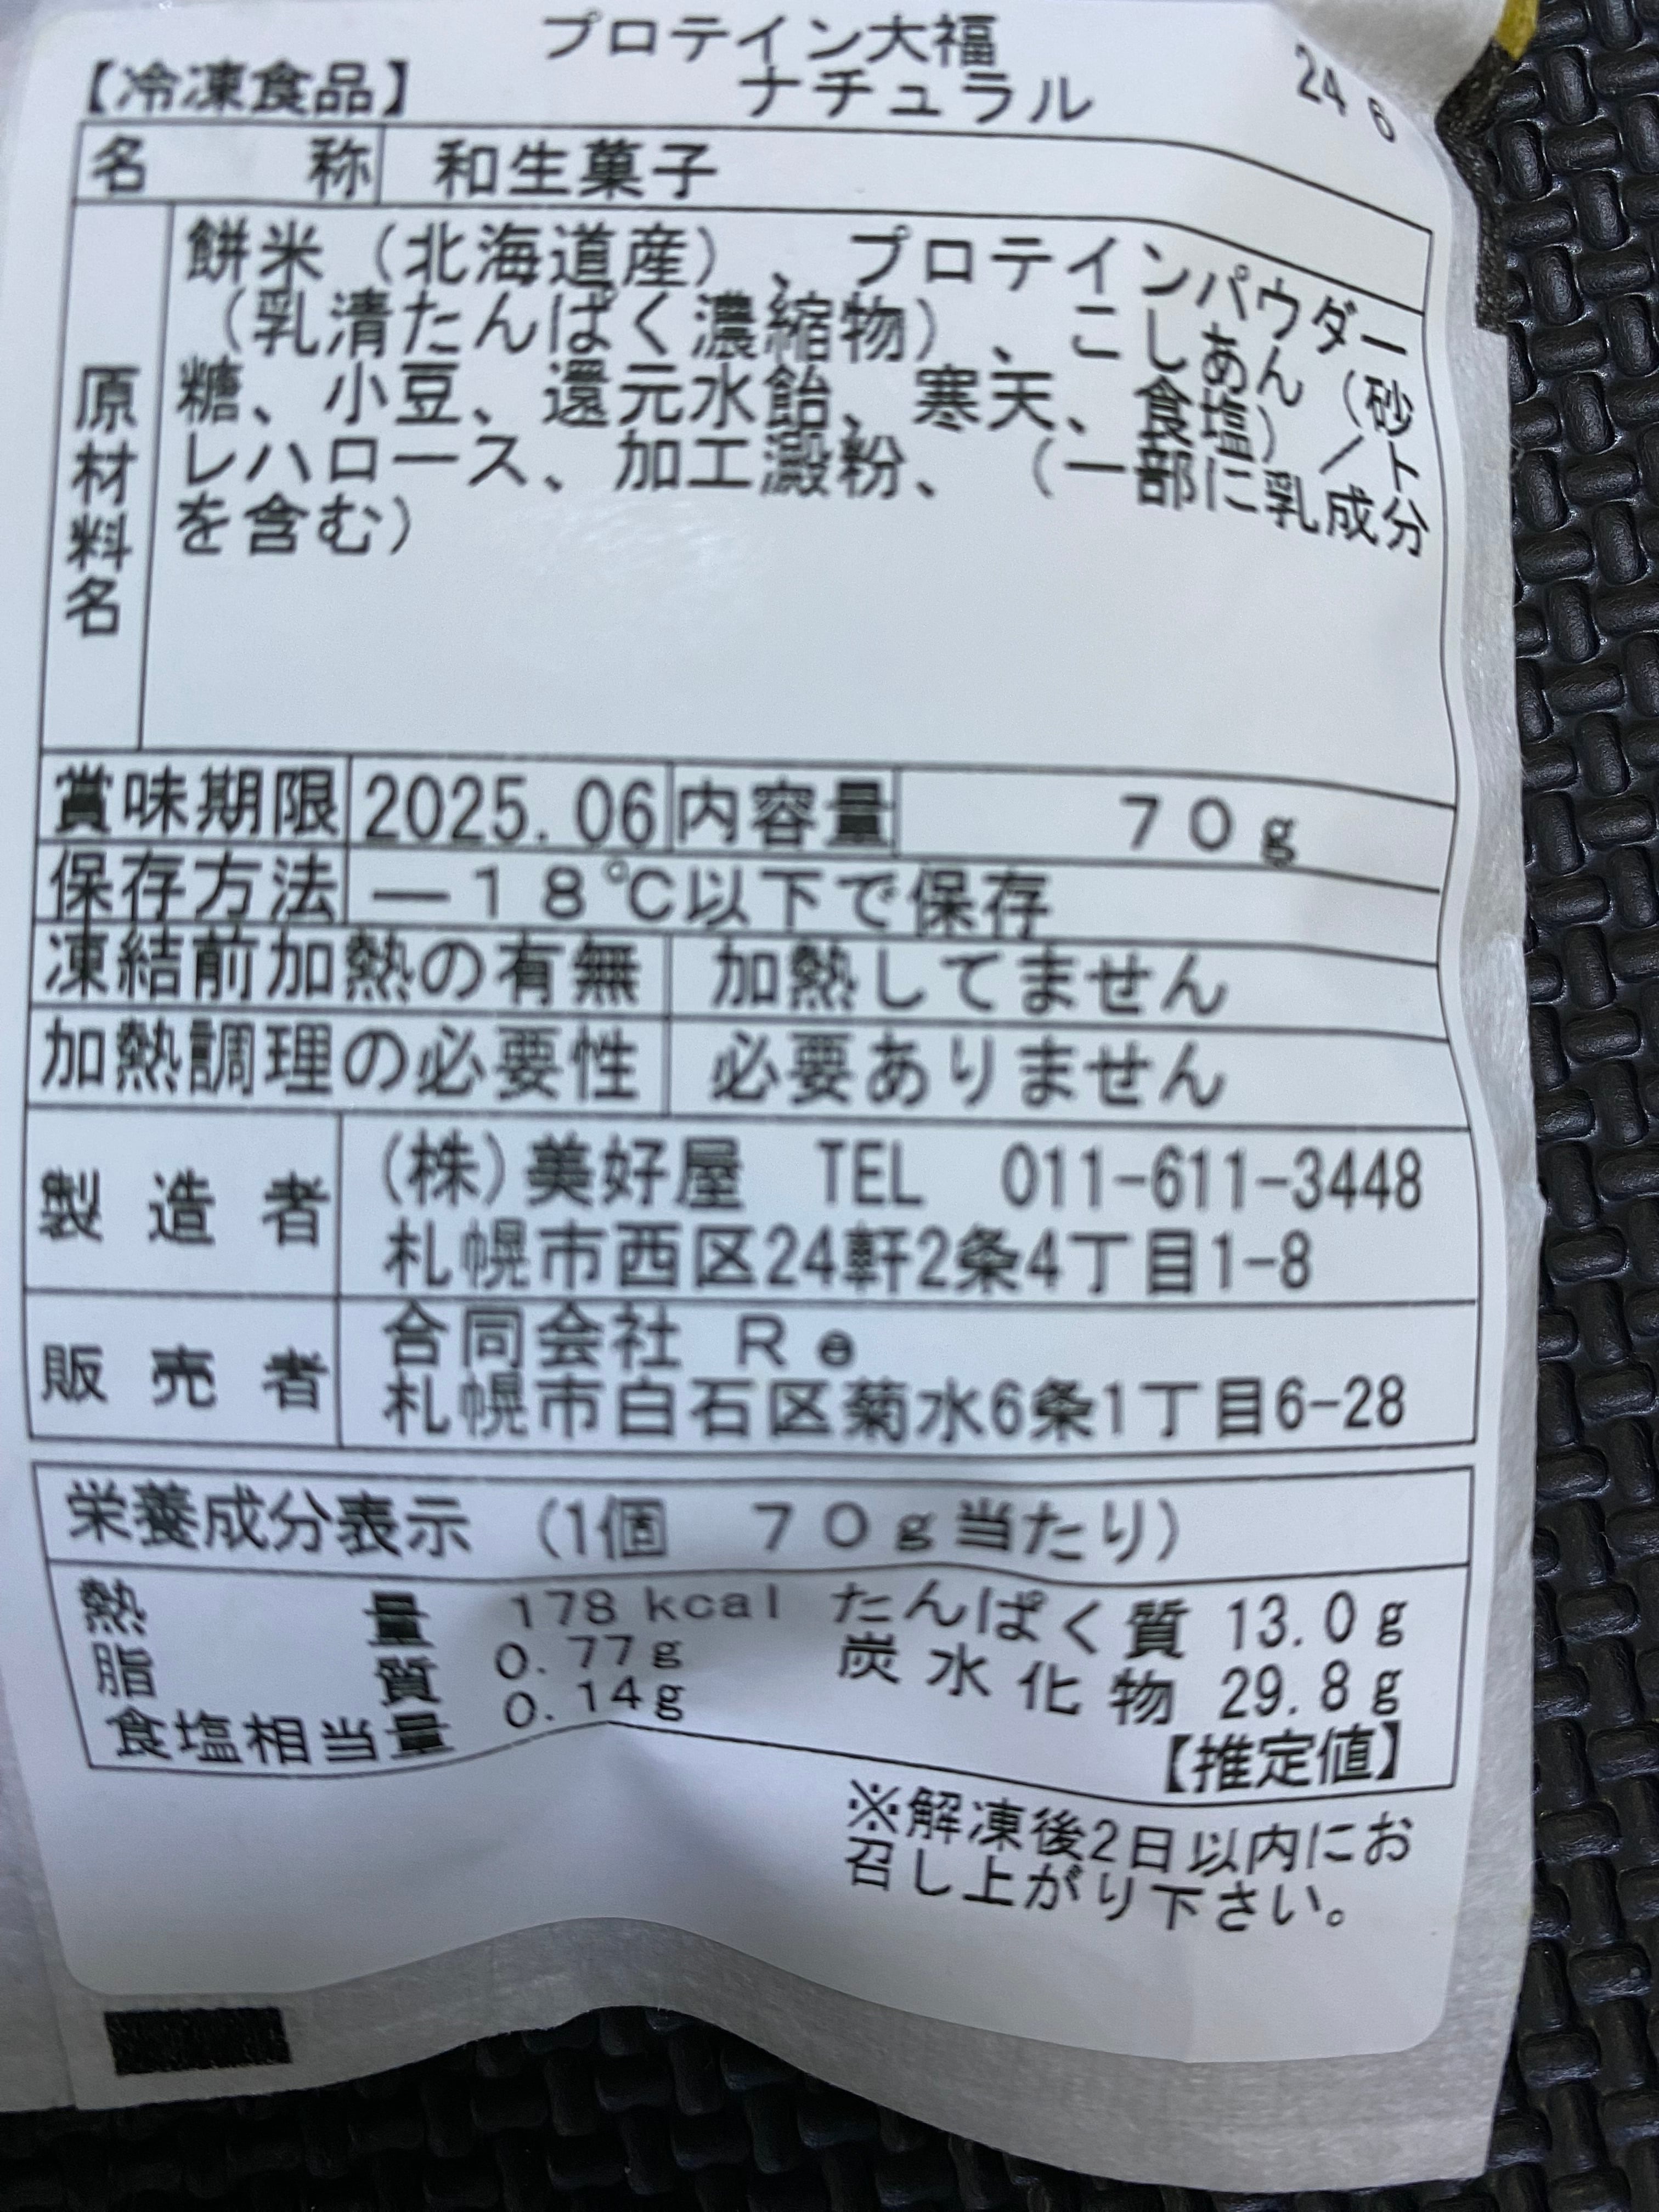 プロテイン大福
【冷凍食品】 ナチュラル 24 6
名称 和生菓子
原材料名
餅米（北海道産）、プロテインパウダー
（乳清たんぱく濃縮物）、こしあん（砂
糖、小豆、還元水飴、寒天、食塩）／ト
レハロース、加工澱粉、（一部に乳成分
を含む）
賞味期限 2025.06 内容量 70g
保存方法 －18℃以下で保存
凍結前加熱の有無 加熱してません
加熱調理の必要性 必要ありません
製造者 (株)美好屋 TEL 011-611-3448
札幌市西区24軒2条4丁目1-8
販売者 合同会社 Re
札幌市白石区菊水6条1丁目6-28
栄養成分表示（1個 70g当たり）
熱量 178kcal たんぱく質 13.0g
脂質 0.77g 炭水化物 29.8g
食塩相当量 0.14g
【推定値】
※解凍後2日以内にお
召し上がり下さい。